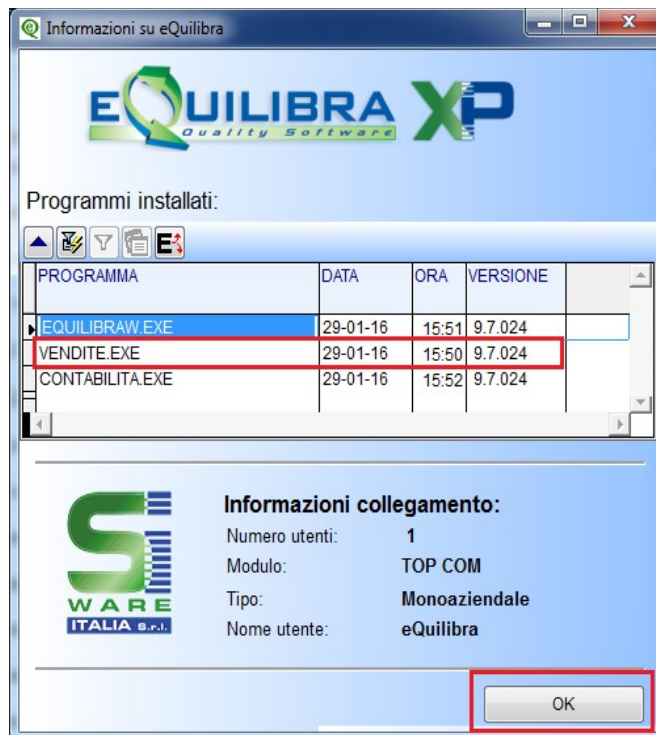 Informazioni su eQuilibra
EQUILIBRA XP
Quality Software
Programmi installati:
PROGRAMMA DATA ORA VERSIONE
EQUILIBRAW.EXE 29-01-16 15:51 9.7.024
VENDITE.EXE 29-01-16 15:50 9.7.024
CONTABILITA.EXE 29-01-16 15:52 9.7.024
Informazioni collegamento:
Numero utenti: 1
Modulo: TOP COM
Tipo: Monoaziendale
Nome utente: eQuilibra
Si
WARE
ITALIA S.r.l.
OK